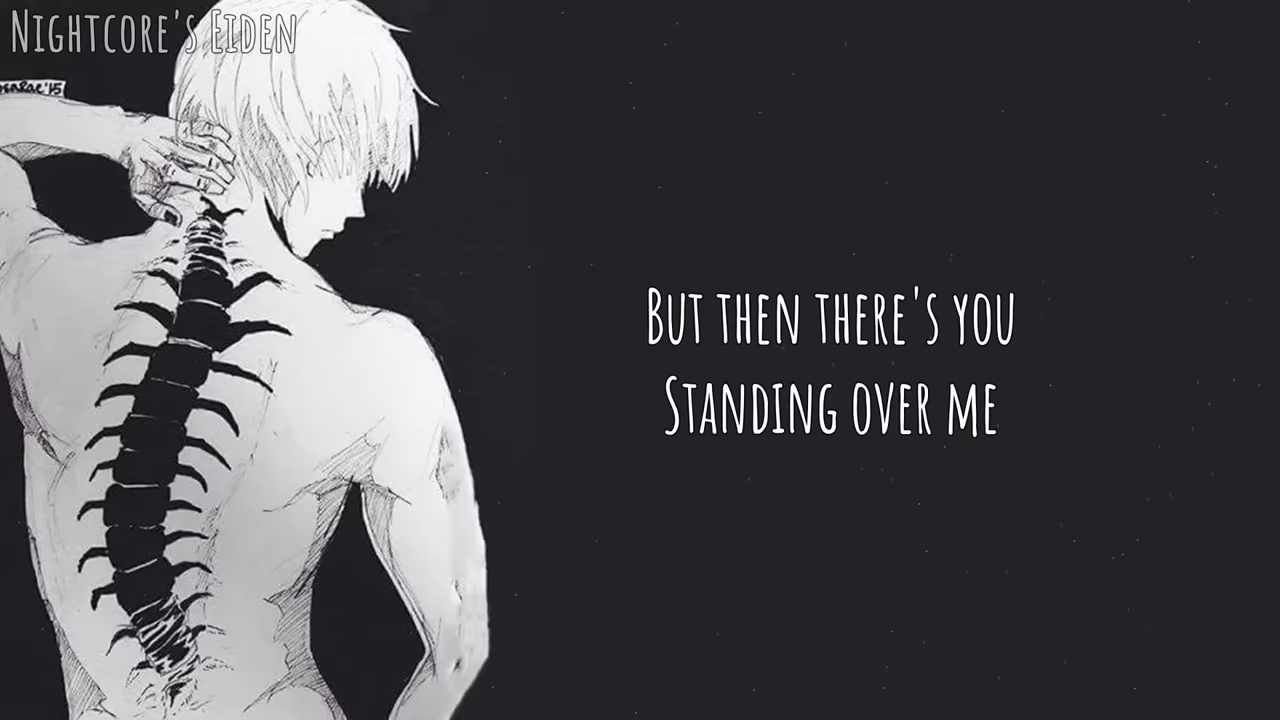 Nightcore's Eiden
But then there's you
Standing over me